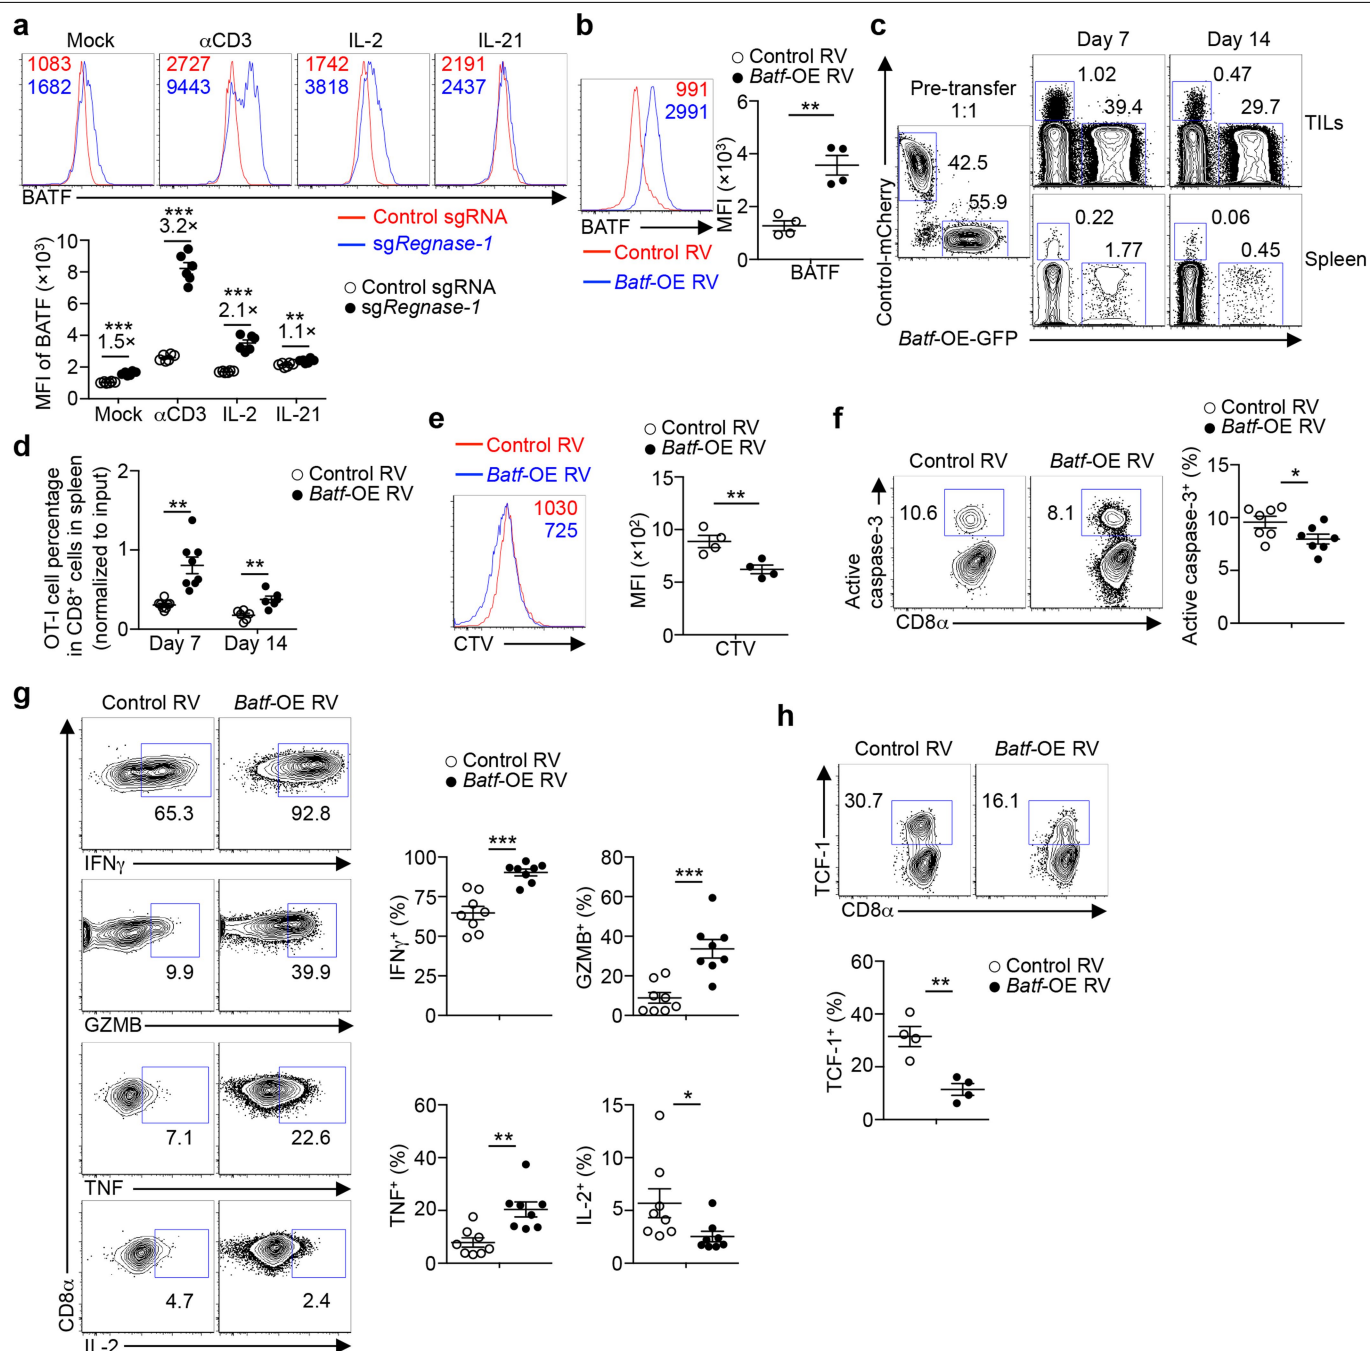 a
Mock
αCD3
IL-2
IL-21
1083
1682
2727
9443
1742
3818
2191
2437
BATF
Control sgRNA
sgRegnase-1
MFI of BATF (×10³)
10
8
6
4
2
0
***
1.5×
***
3.2×
***
2.1×
**
1.1×
Control sgRNA
sgRegnase-1
Mock
αCD3
IL-2
IL-21
b
Control RV
Batf-OE RV
991
2991
BATF
Control RV
Batf-OE RV
MFI (×10³)
6
4
2
0
**
BATF
c
Day 7
Day 14
Pre-transfer
1:1
42.5
55.9
1.02
39.4
0.47
29.7
TILs
0.22
1.77
0.06
0.45
Spleen
Control-mCherry
Batf-OE-GFP
d
OT-I cell percentage
in CD8⁺ cells in spleen
(normalized to input)
2
1
0
**
**
Control RV
Batf-OE RV
Day 7
Day 14
e
Control RV
Batf-OE RV
1030
725
CTV
Control RV
Batf-OE RV
MFI (×10²)
15
10
5
0
**
CTV
f
Control RV
Batf-OE RV
10.6
8.1
Active
caspase-3
CD8α
Control RV
Batf-OE RV
Active caspase-3⁺ (%)
15
10
5
0
*
g
Control RV
Batf-OE RV
65.3
92.8
IFNγ
9.9
39.9
GZMB
7.1
22.6
TNF
4.7
2.4
IL-2
CD8α
Control RV
Batf-OE RV
IFNγ⁺ (%)
100
75
50
25
0
***
GZMB⁺ (%)
80
60
40
20
0
***
TNF⁺ (%)
60
40
20
0
**
IL-2⁺ (%)
15
10
5
0
*
h
Control RV
Batf-OE RV
30.7
16.1
TCF-1
CD8α
Control RV
Batf-OE RV
TCF-1⁺ (%)
60
40
20
0
**